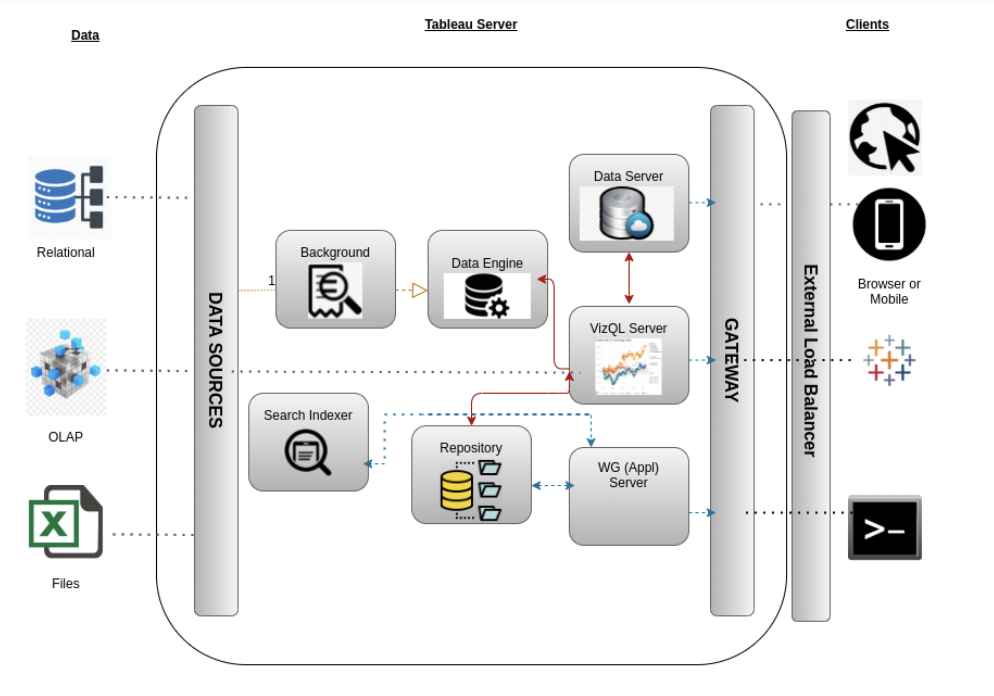 Data
Tableau Server
Clients
Relational
OLAP
Files
DATA SOURCES
1
Background
Data Engine
Data Server
VizQL Server
Search Indexer
Repository
WG (Appl)
Server
GATEWAY
External Load Balancer
Browser or
Mobile
X
>-